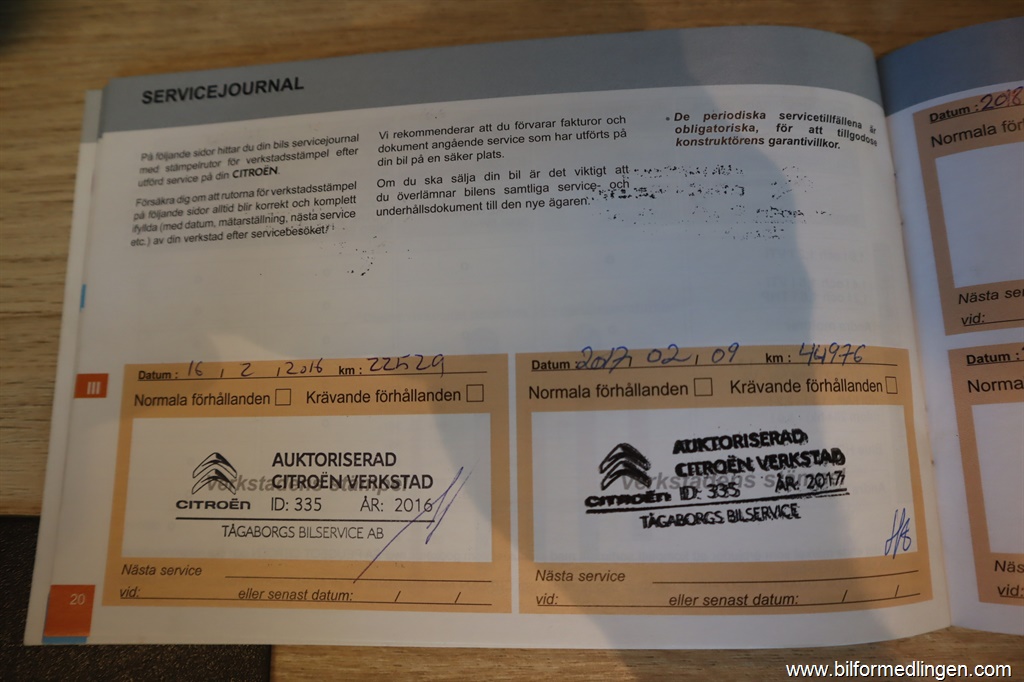 SERVICEJOURNAL
På följande sidor hittar du din bils servicejournal
med stämpelrutor för verkstadsstämpel efter
utförd service på din CITROËN.
Försäkra dig om att rutorna för verkstadsstämpel
på följande sidor alltid blir korrekt och komplett
ifyllda (med datum, mätarställning, nästa service
etc.) av din verkstad efter servicebesöket!
Vi rekommenderar att du förvarar fakturor och
dokument angående service som har utförts på
din bil på en säker plats.
Om du ska sälja din bil är det viktigt att
du överlämnar bilens samtliga service- och
underhållsdokument till den nye ägaren.
• De periodiska servicetillfällena är
obligatoriska, för att tillgodose
konstruktörens garantivillkor.
III
Datum : 16 , 2 , 2016 km : 22529
Normala förhållanden Krävande förhållanden
Verkstadens stämpel
AUKTORISERAD
CITROËN VERKSTAD
CITROËN ID: 335 ÅR: 2016
TÅGABORGS BILSERVICE AB
Nästa service
vid: eller senast datum: / /
20
Datum : 2017, 02, 09 km : 44976
Normala förhållanden Krävande förhållanden
Verkstadens stämpel
AUKTORISERAD
CITROËN VERKSTAD
CITROËN ID: 335 ÅR: 2017
TÅGABORGS BILSERVICE
Nästa service
vid: eller senast datum: / /
Datum : 2018
Normala
Nästa
vid:
Datum :
Normala
vid:
www.bilformedlingen.com